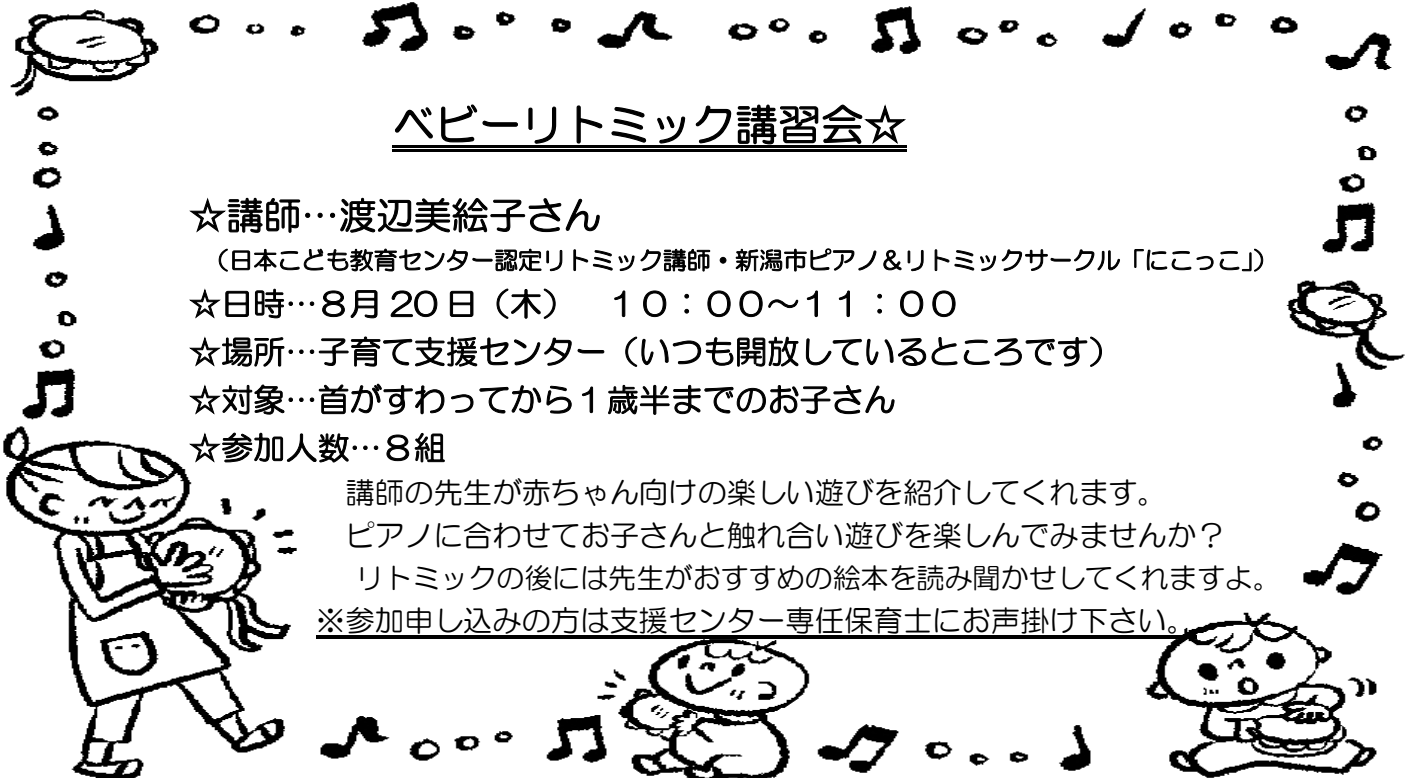 ベビーリトミック講習会☆
☆講師…渡辺美絵子さん
（日本こども教育センター認定リトミック講師・新潟市ピアノ＆リトミックサークル「にこっこ」）
☆日時…８月20日（木）　１０：００～１１：００
☆場所…子育て支援センター（いつも開放しているところです）
☆対象…首がすわってから１歳半までのお子さん
☆参加人数…８組
講師の先生が赤ちゃん向けの楽しい遊びを紹介してくれます。
ピアノに合わせてお子さんと触れ合い遊びを楽しんでみませんか？
リトミックの後には先生がおすすめの絵本を読み聞かせしてくれますよ。
※参加申し込みの方は支援センター専任保育士にお声掛け下さい。